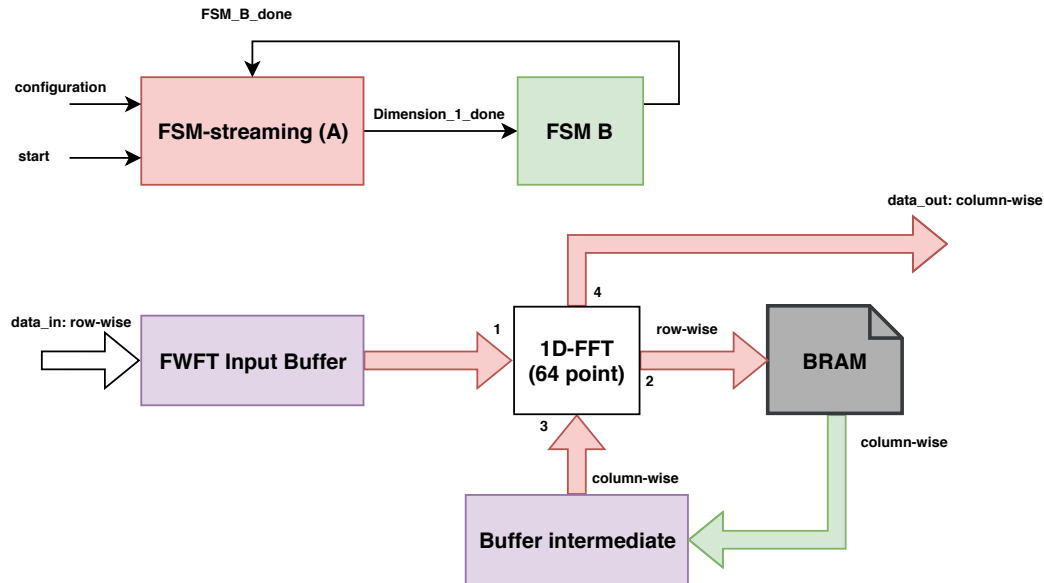 FSM_B_done
configuration
start
FSM-streaming (A)
Dimension_1_done
FSM B
data_out: column-wise
4
data_in: row-wise
FWFT Input Buffer
1
1D-FFT
(64 point)
row-wise
2
BRAM
3
column-wise
column-wise
Buffer intermediate